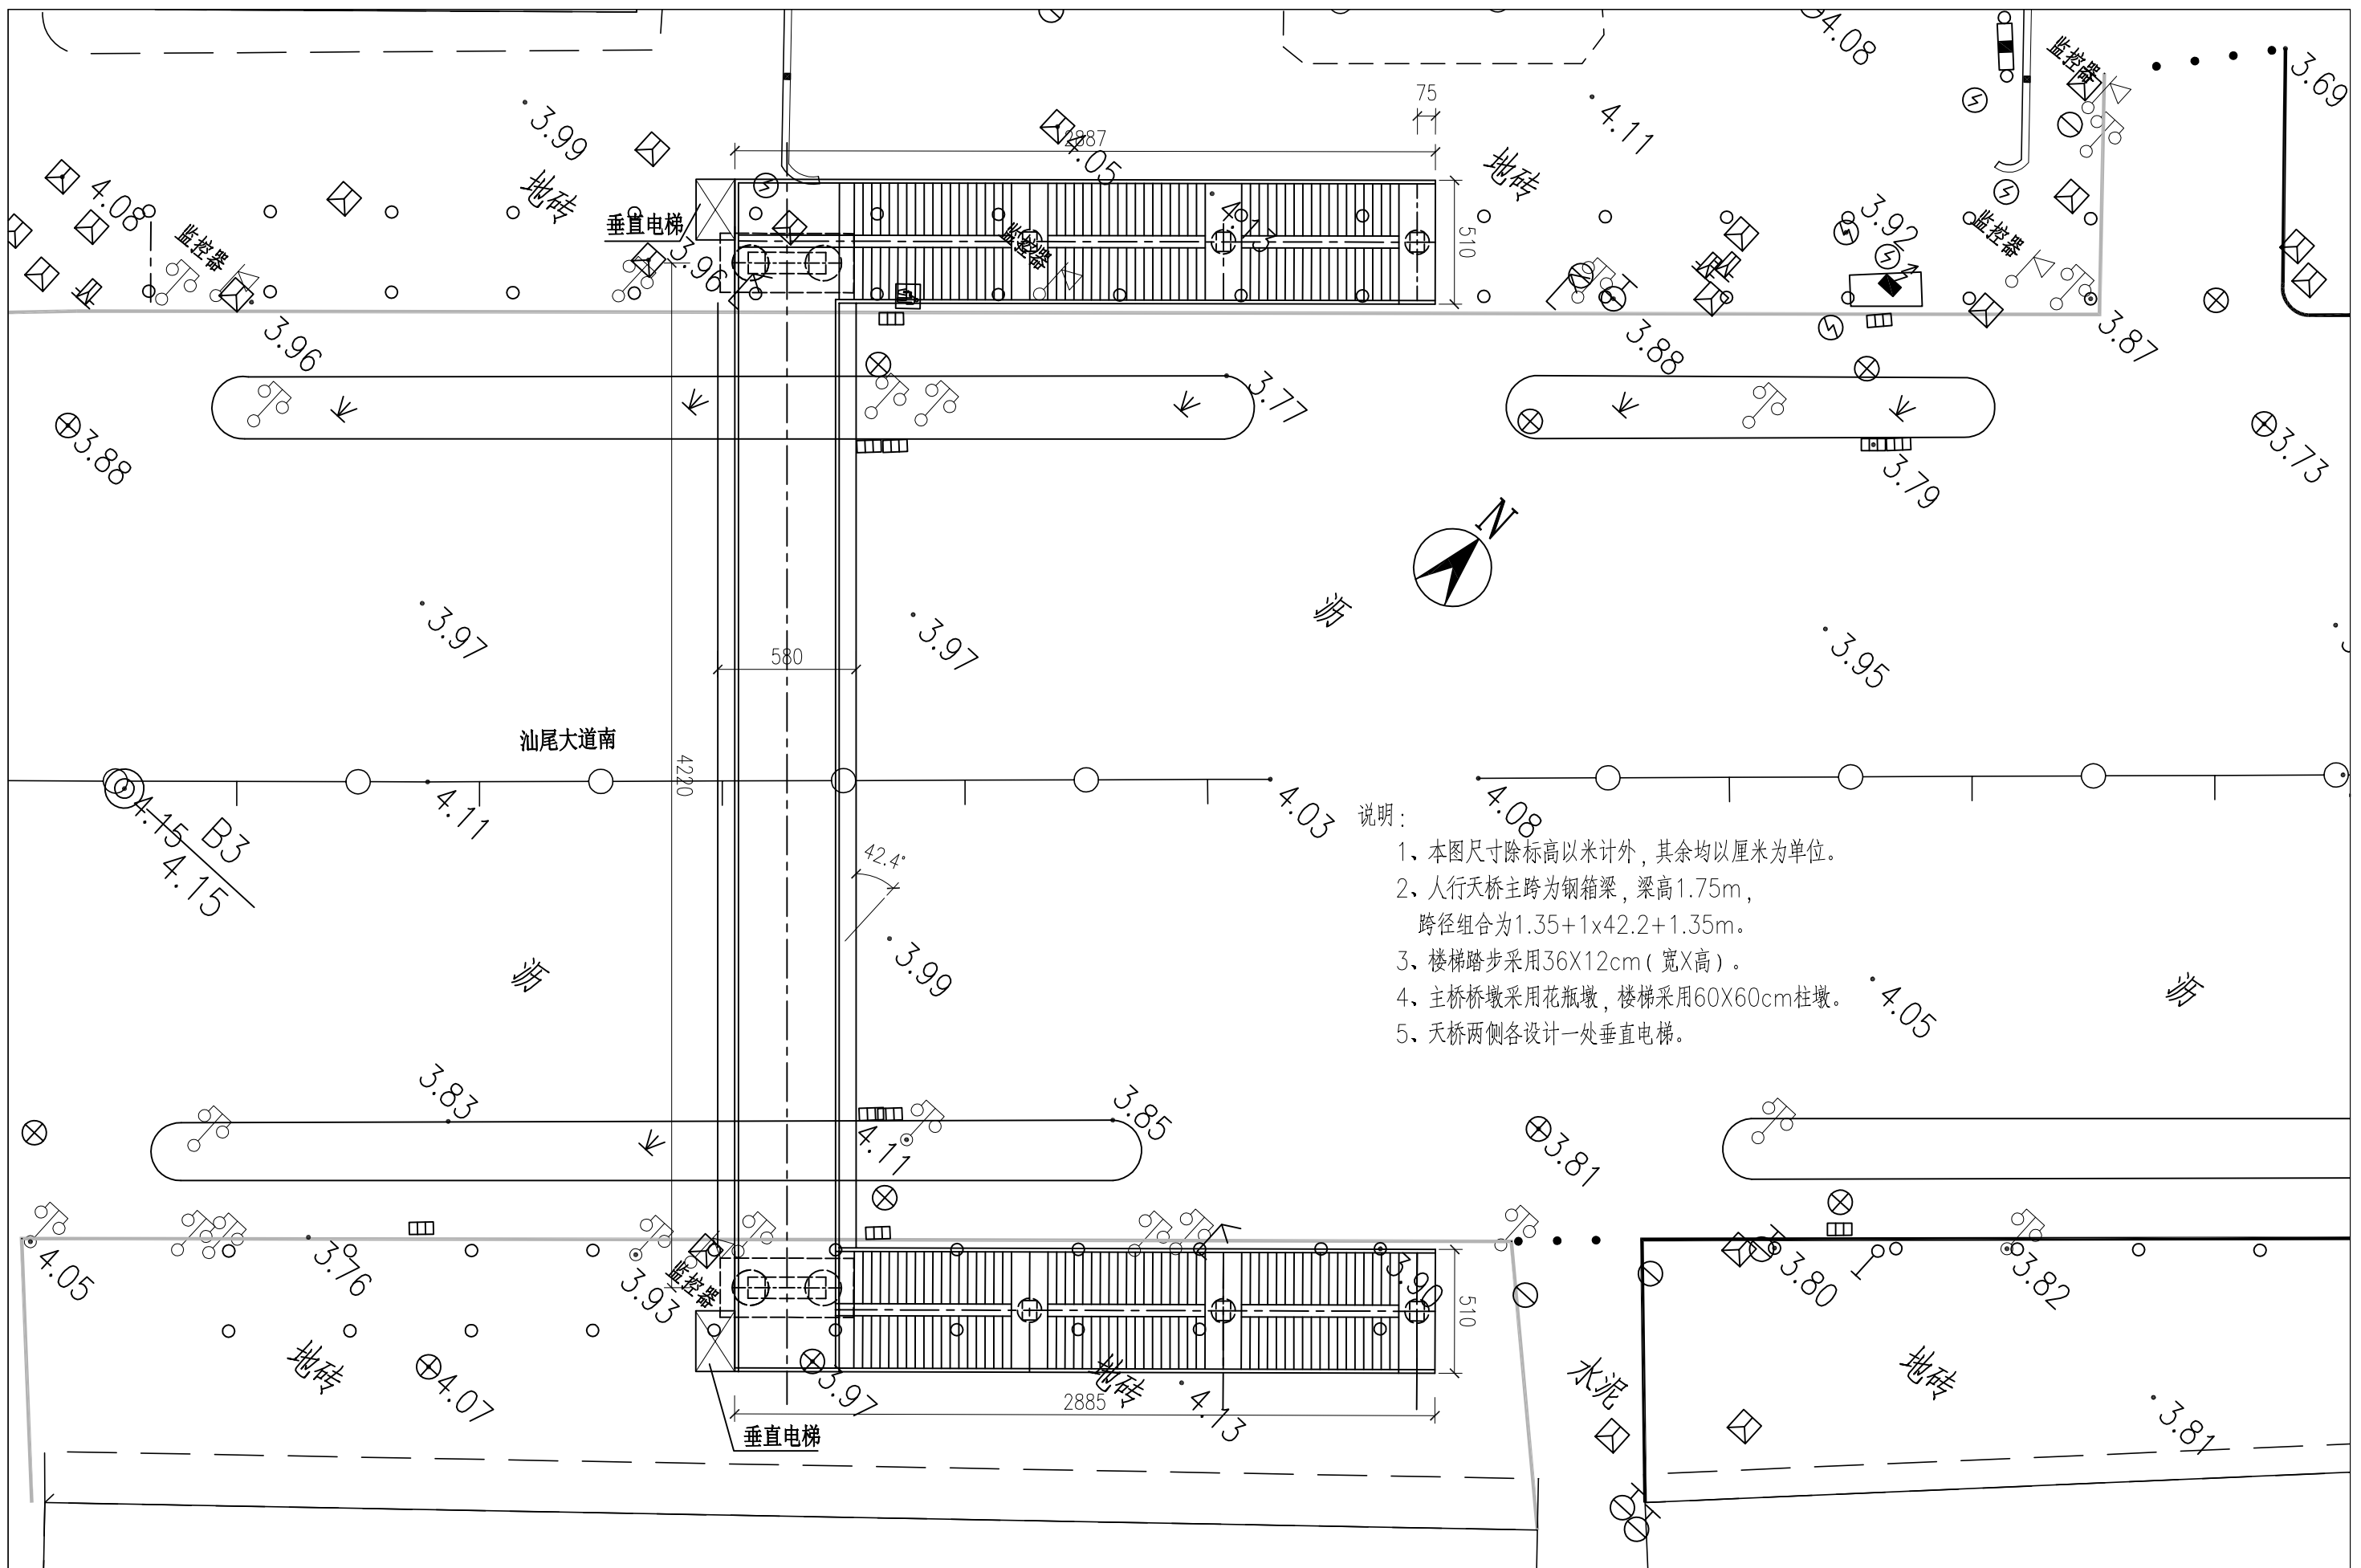 4.08
3.69
监控器
75
3.99
4.11
2887
4.05
地砖
地砖
4.08
垂直电梯
4.13
3.92
510
监控器
监控器
监控器
3.96
3.96
3.88
3.87
3.77
3.88
3.79
3.73
N
3.97
3.97
沥
3.95
580
汕尾大道南
4220
4.15
B3
4.15
4.11
4.03
4.08
说明：
1、本图尺寸除标高以米计外，其余均以厘米为单位。
2、人行天桥主跨为钢箱梁，梁高1.75m，
跨径组合为1.35+1x42.2+1.35m。
3、楼梯踏步采用36X12cm（宽X高）。
4、主桥桥墩采用花瓶墩，楼梯采用60X60cm柱墩。
5、天桥两侧各设计一处垂直电梯。
42.4°
沥
3.99
4.05
沥
3.83
4.11
3.85
3.81
4.05
3.76
3.93
监控器
3.90
510
3.80
3.82
地砖
4.07
3.97
地砖
4.13
2885
垂直电梯
水泥
地砖
3.81